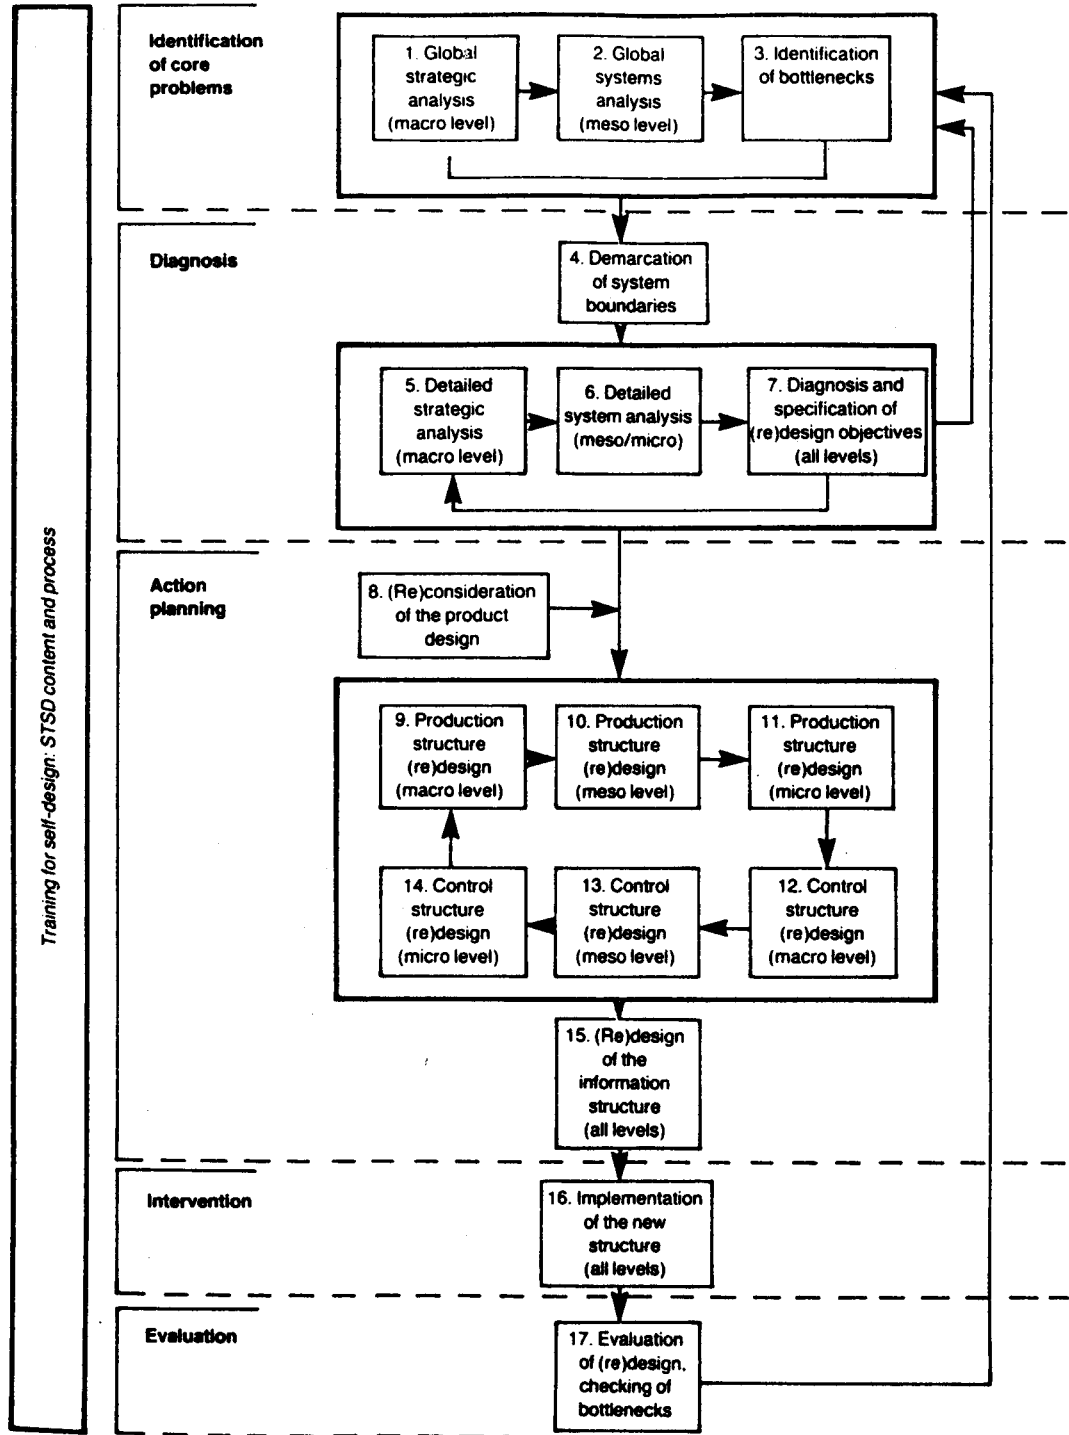 Training for self-design: STSD content and process
Identification
of core
problems
1. Global
strategic
analysis
(macro level)
2. Global
systems
analysis
(meso level)
3. Identification
of bottlenecks
Diagnosis
4. Demarcation
of system
boundaries
5. Detailed
strategic
analysis
(macro level)
6. Detailed
system analysis
(meso/micro)
7. Diagnosis and
specification of
(re)design objectives
(all levels)
Action
planning
8. (Re)consideration
of the product
design
9. Production
structure
(re)design
(macro level)
10. Production
structure
(re)design
(meso level)
11. Production
structure
(re)design
(micro level)
14. Control
structure
(re)design
(micro level)
13. Control
structure
(re)design
(meso level)
12. Control
structure
(re)design
(macro level)
15. (Re)design
of the
information
structure
(all levels)
Intervention
16. Implementation
of the new
structure
(all levels)
Evaluation
17. Evaluation
of (re)design,
checking of
bottlenecks